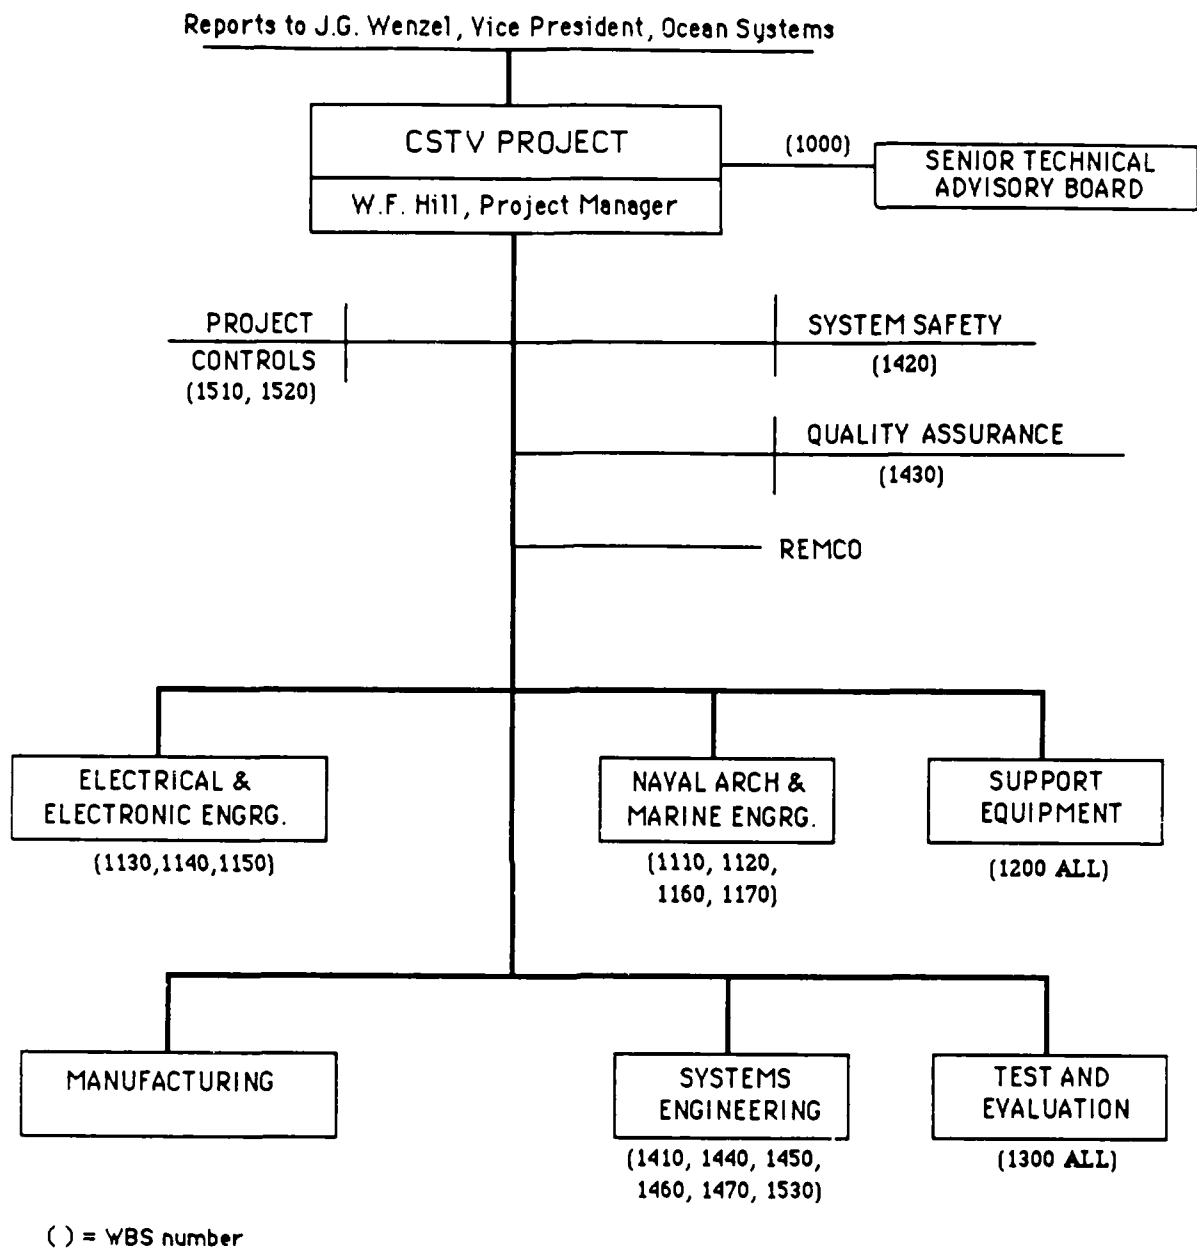 Reports to J.G. Wenzel, Vice President, Ocean Systems
CSTV PROJECT
W.F. Hill, Project Manager
(1000)
SENIOR TECHNICAL
ADVISORY BOARD
PROJECT
CONTROLS
(1510, 1520)
SYSTEM SAFETY
(1420)
QUALITY ASSURANCE
(1430)
REMCO
ELECTRICAL &
ELECTRONIC ENGRG.
(1130,1140,1150)
NAVAL ARCH &
MARINE ENGRG.
(1110, 1120,
1160, 1170)
SUPPORT
EQUIPMENT
(1200 ALL)
MANUFACTURING
SYSTEMS
ENGINEERING
(1410, 1440, 1450,
1460, 1470, 1530)
TEST AND
EVALUATION
(1300 ALL)
( ) = WBS number